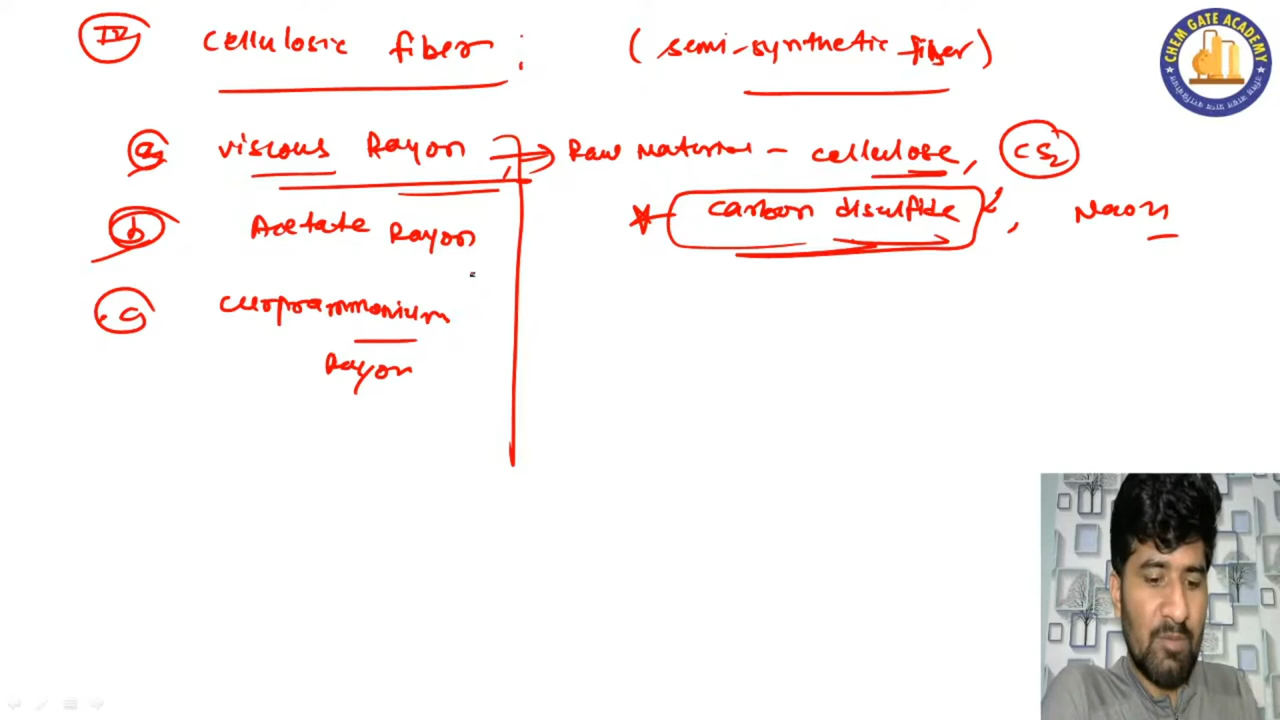 IV cellulosic fiber : (semi-synthetic fiber)
CHEM GATE ACADEMY
a viscous Rayon, ⇒ Raw Material - cellulose, CS2
carbon disulfide, NaOH
b Acetate Rayon
c cuprammonium
Rayon